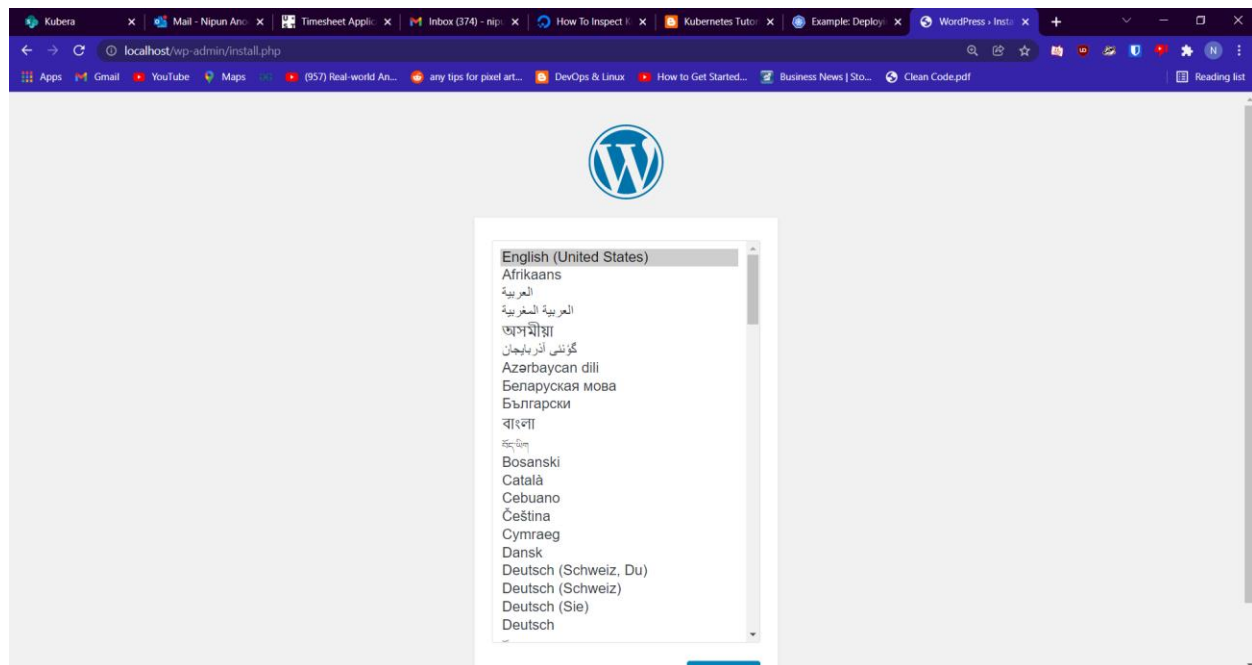 Kubera
Mail - Nipun Ano
Timesheet Applic
Inbox (374) - nip
How To Inspect K
Kubernetes Tutor
Example: Deployi
WordPress › Insta
localhost/wp-admin/install.php
N
Apps
Gmail
YouTube
Maps
(957) Real-world An...
any tips for pixel art...
DevOps & Linux
How to Get Started...
Business News | Sto...
Clean Code.pdf
Reading list
English (United States)
Afrikaans
العربية
العربية المغربية
অসমীয়া
گؤنئی آذربایجان
Azərbaycan dili
Беларуская мова
Български
বাংলা
བོད་ཡིག
Bosanski
Català
Cebuano
Čeština
Cymraeg
Dansk
Deutsch (Schweiz, Du)
Deutsch (Schweiz)
Deutsch (Sie)
Deutsch